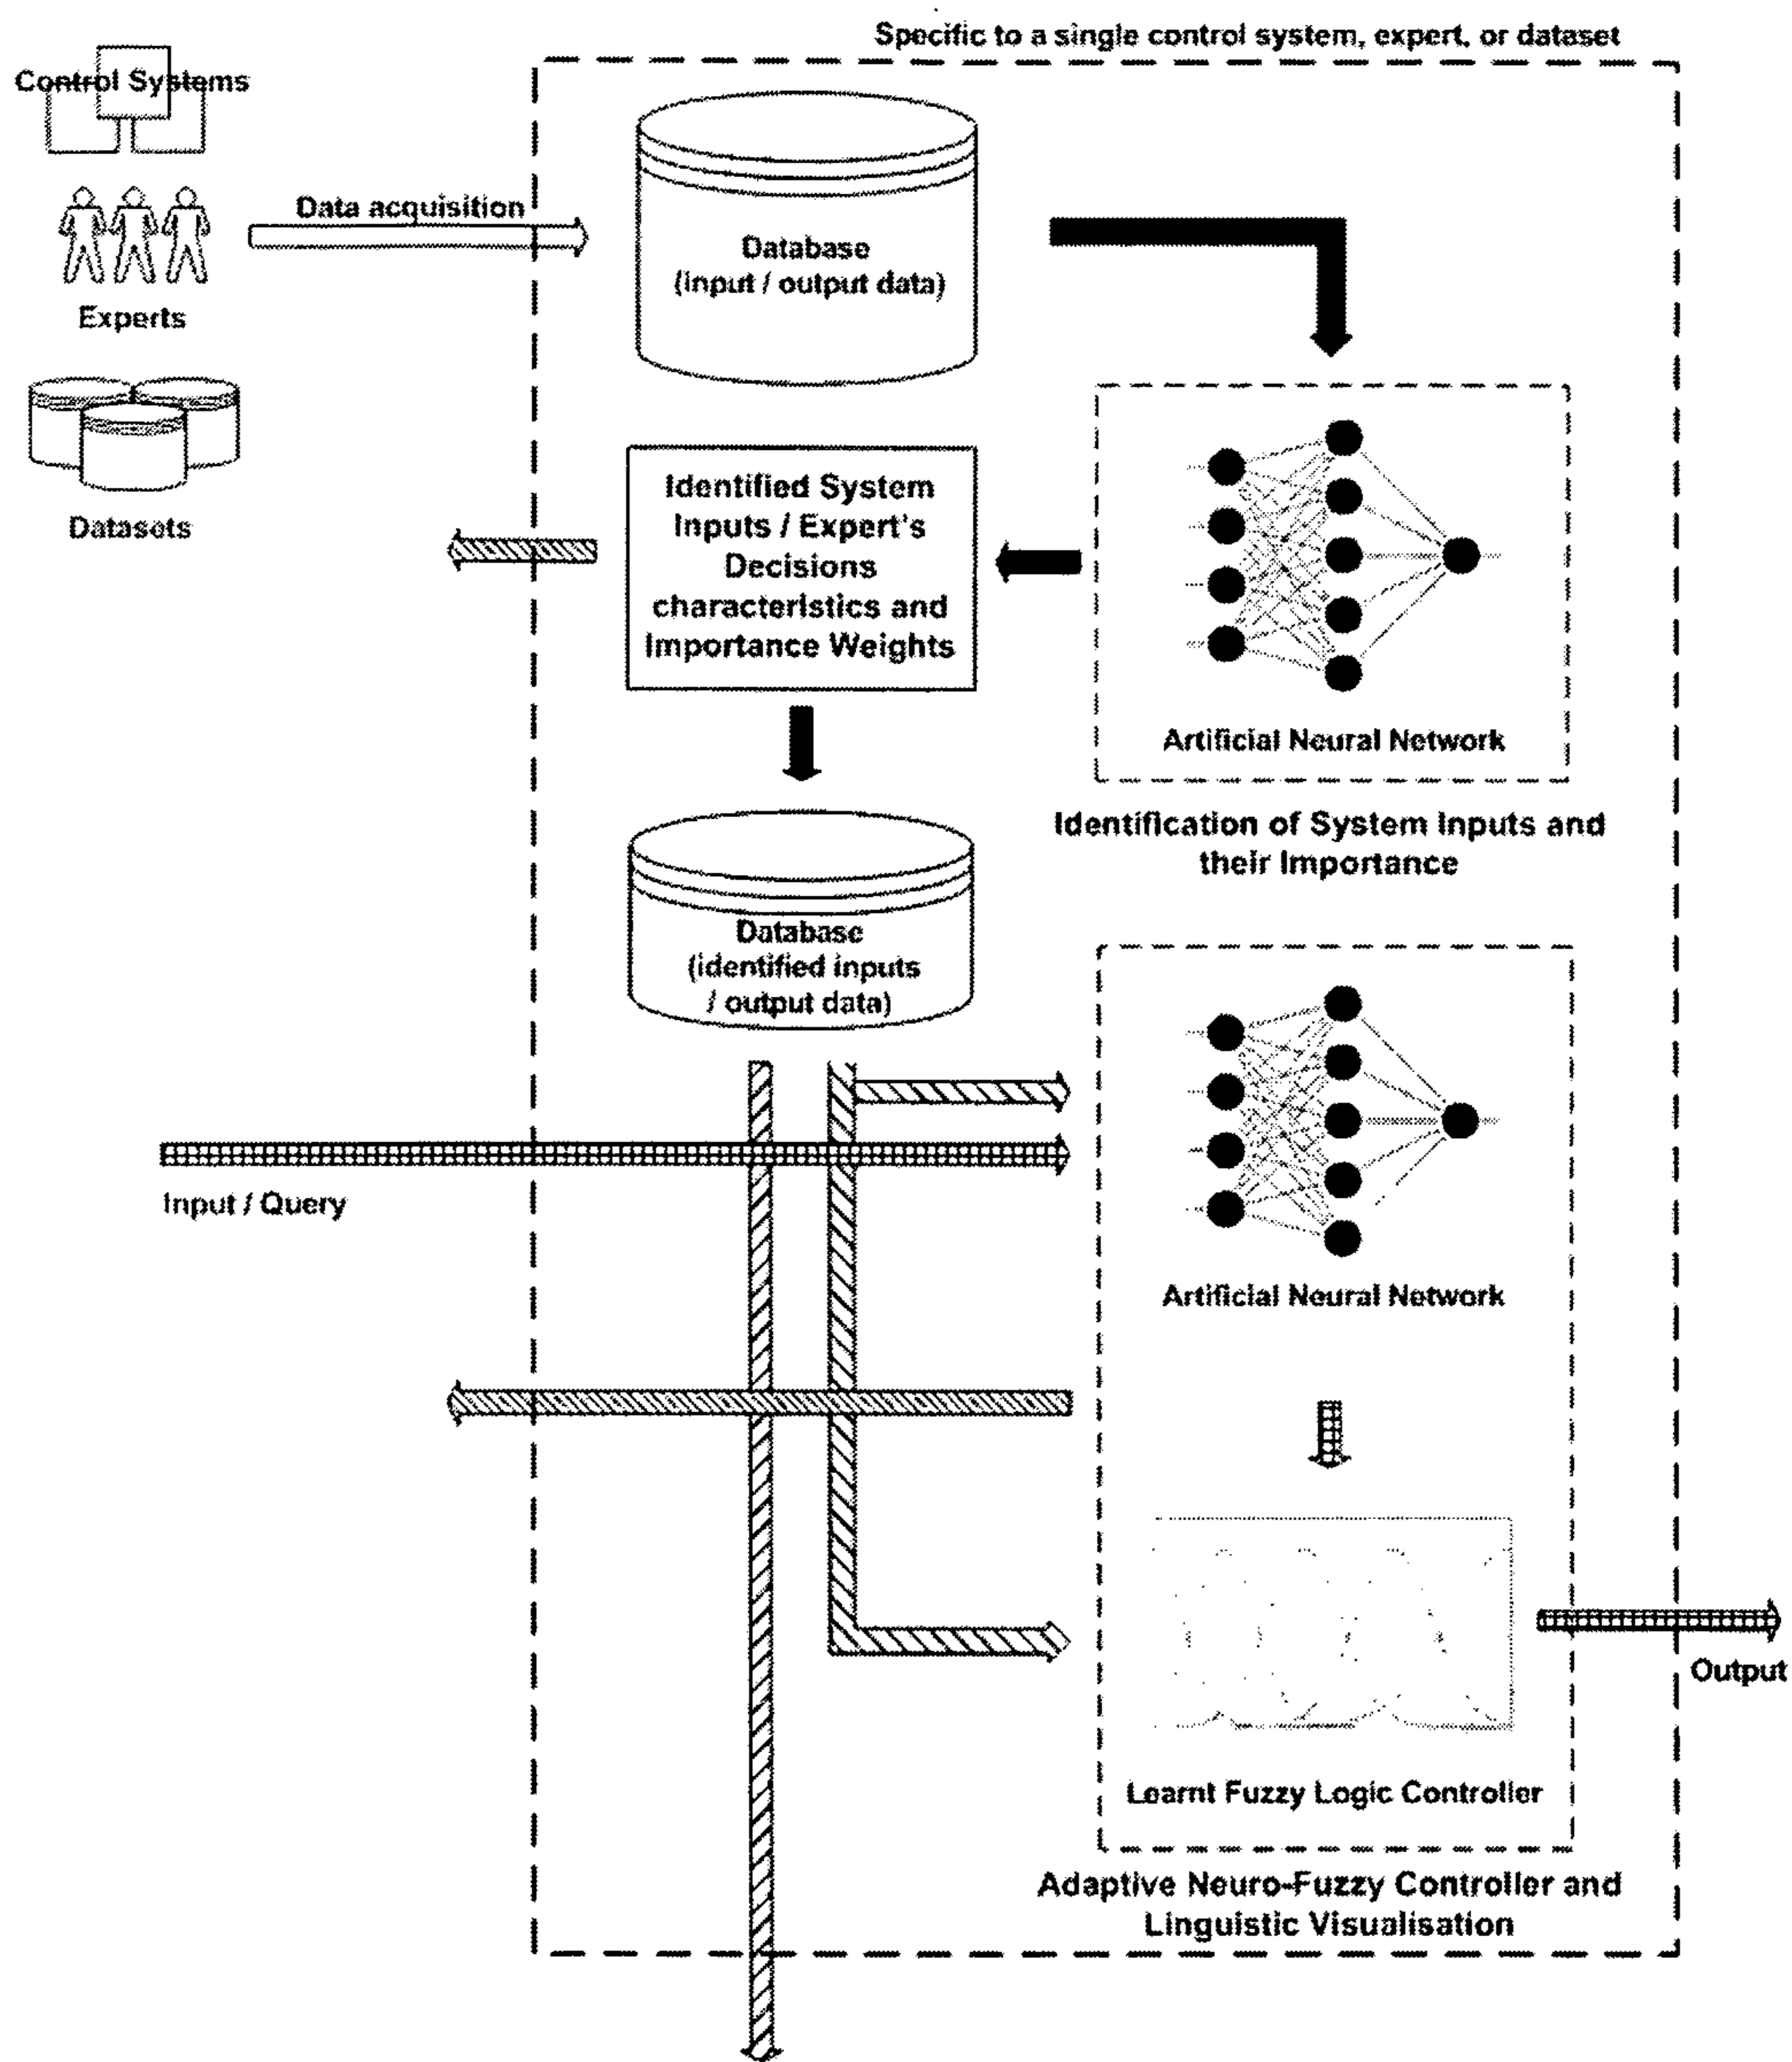 Specific to a single control system, expert, or dataset
Control Systems
Data acquisition
Experts
Datasets
Database
(input / output data)
Identified System
Inputs / Expert's
Decisions
characteristics and
Importance Weights
Artificial Neural Network
Identification of System Inputs and
their Importance
Database
(identified inputs
/ output data)
Input / Query
Artificial Neural Network
Output
Learnt Fuzzy Logic Controller
Adaptive Neuro-Fuzzy Controller and
Linguistic Visualisation